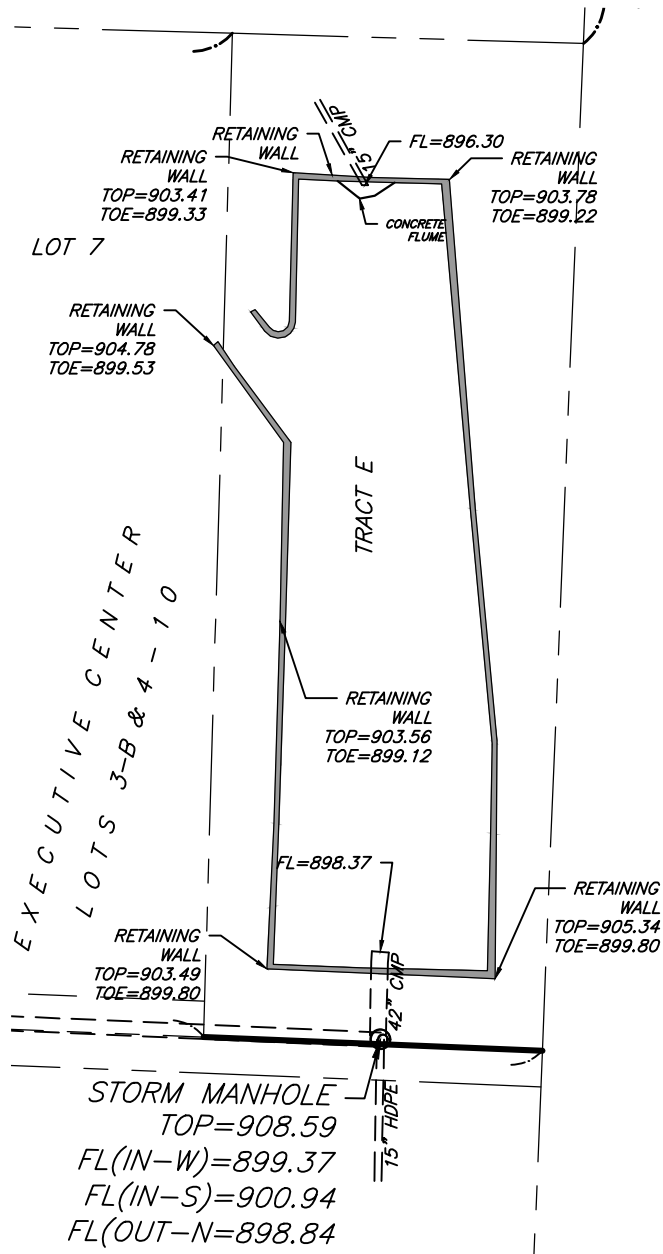 15" CMP
RETAINING
WALL
FL=896.30
RETAINING
WALL
TOP=903.41
TOE=899.33
RETAINING
WALL
TOP=903.78
TOE=899.22
CONCRETE
FLUME
LOT 7
RETAINING
WALL
TOP=904.78
TOE=899.53
TRACT E
EXECUTIVE CENTER
LOTS 3-B & 4 - 10
RETAINING
WALL
TOP=903.56
TOE=899.12
FL=898.37
RETAINING
WALL
TOP=905.34
TOE=899.80
RETAINING
WALL
TOP=903.49
TOE=899.80
42" CMP
15" HDPE
STORM MANHOLE
TOP=908.59
FL(IN-W)=899.37
FL(IN-S)=900.94
FL(OUT-N=898.84